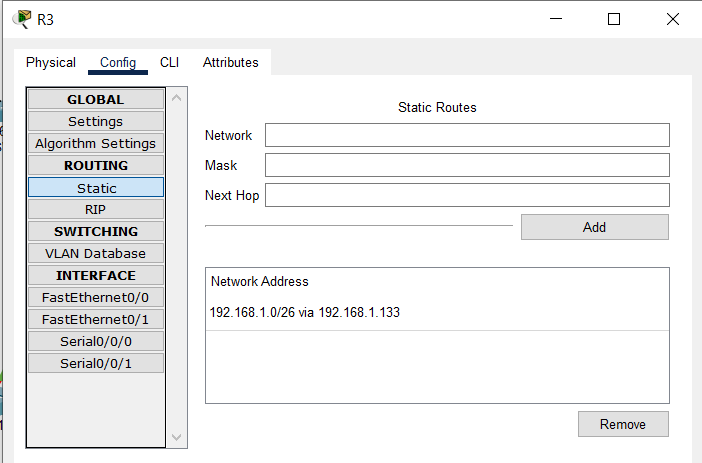 R3
Physical Config CLI Attributes
GLOBAL
Settings
Algorithm Settings
ROUTING
Static
RIP
SWITCHING
VLAN Database
INTERFACE
FastEthernet0/0
FastEthernet0/1
Serial0/0/0
Serial0/0/1
Static Routes
Network
Mask
Next Hop
Add
Network Address
192.168.1.0/26 via 192.168.1.133
Remove